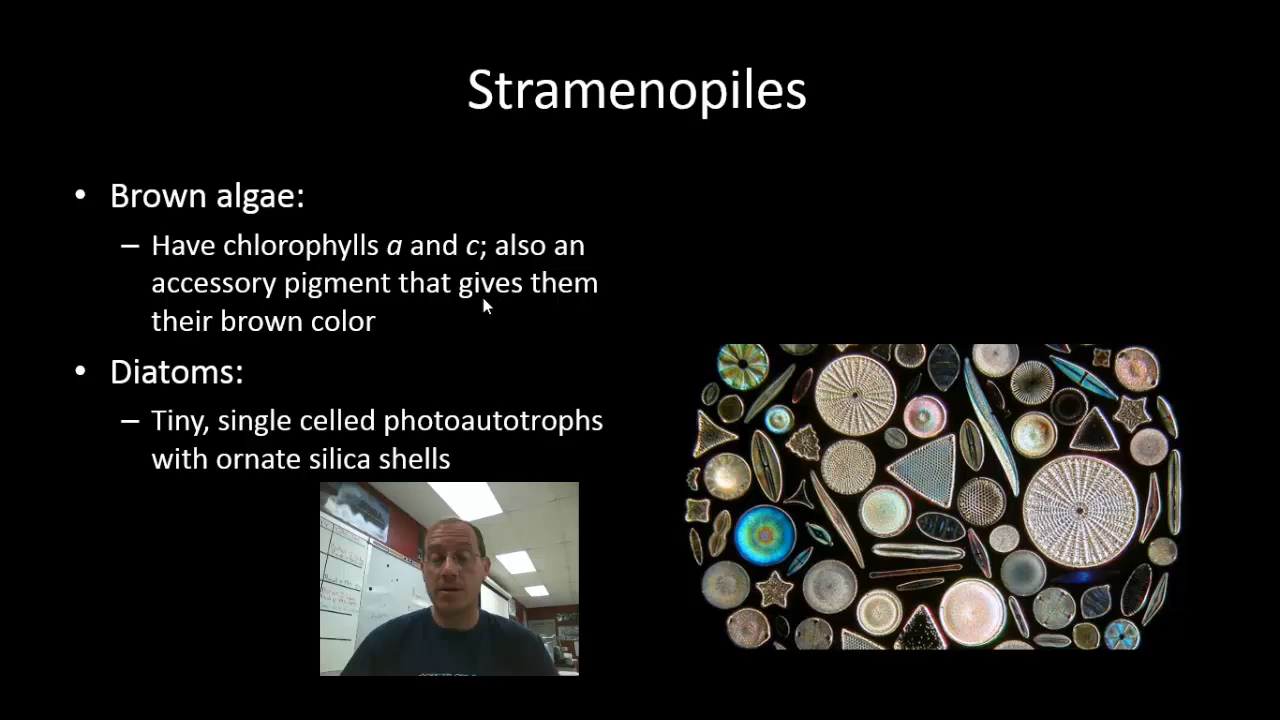 Stramenopiles
• Brown algae:
– Have chlorophylls a and c; also an
accessory pigment that gives them
their brown color
• Diatoms:
– Tiny, single celled photoautotrophs
with ornate silica shells